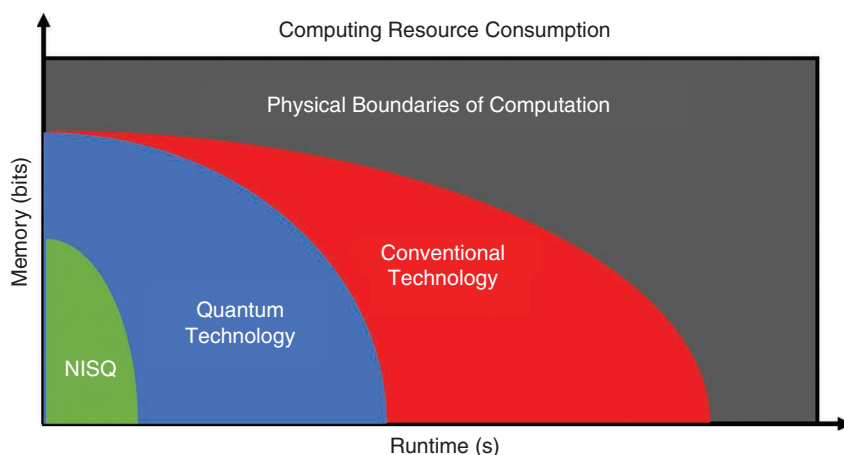 Computing Resource Consumption
Physical Boundaries of Computation
Memory (bits)
Conventional
Technology
Quantum
Technology
NISQ
Runtime (s)